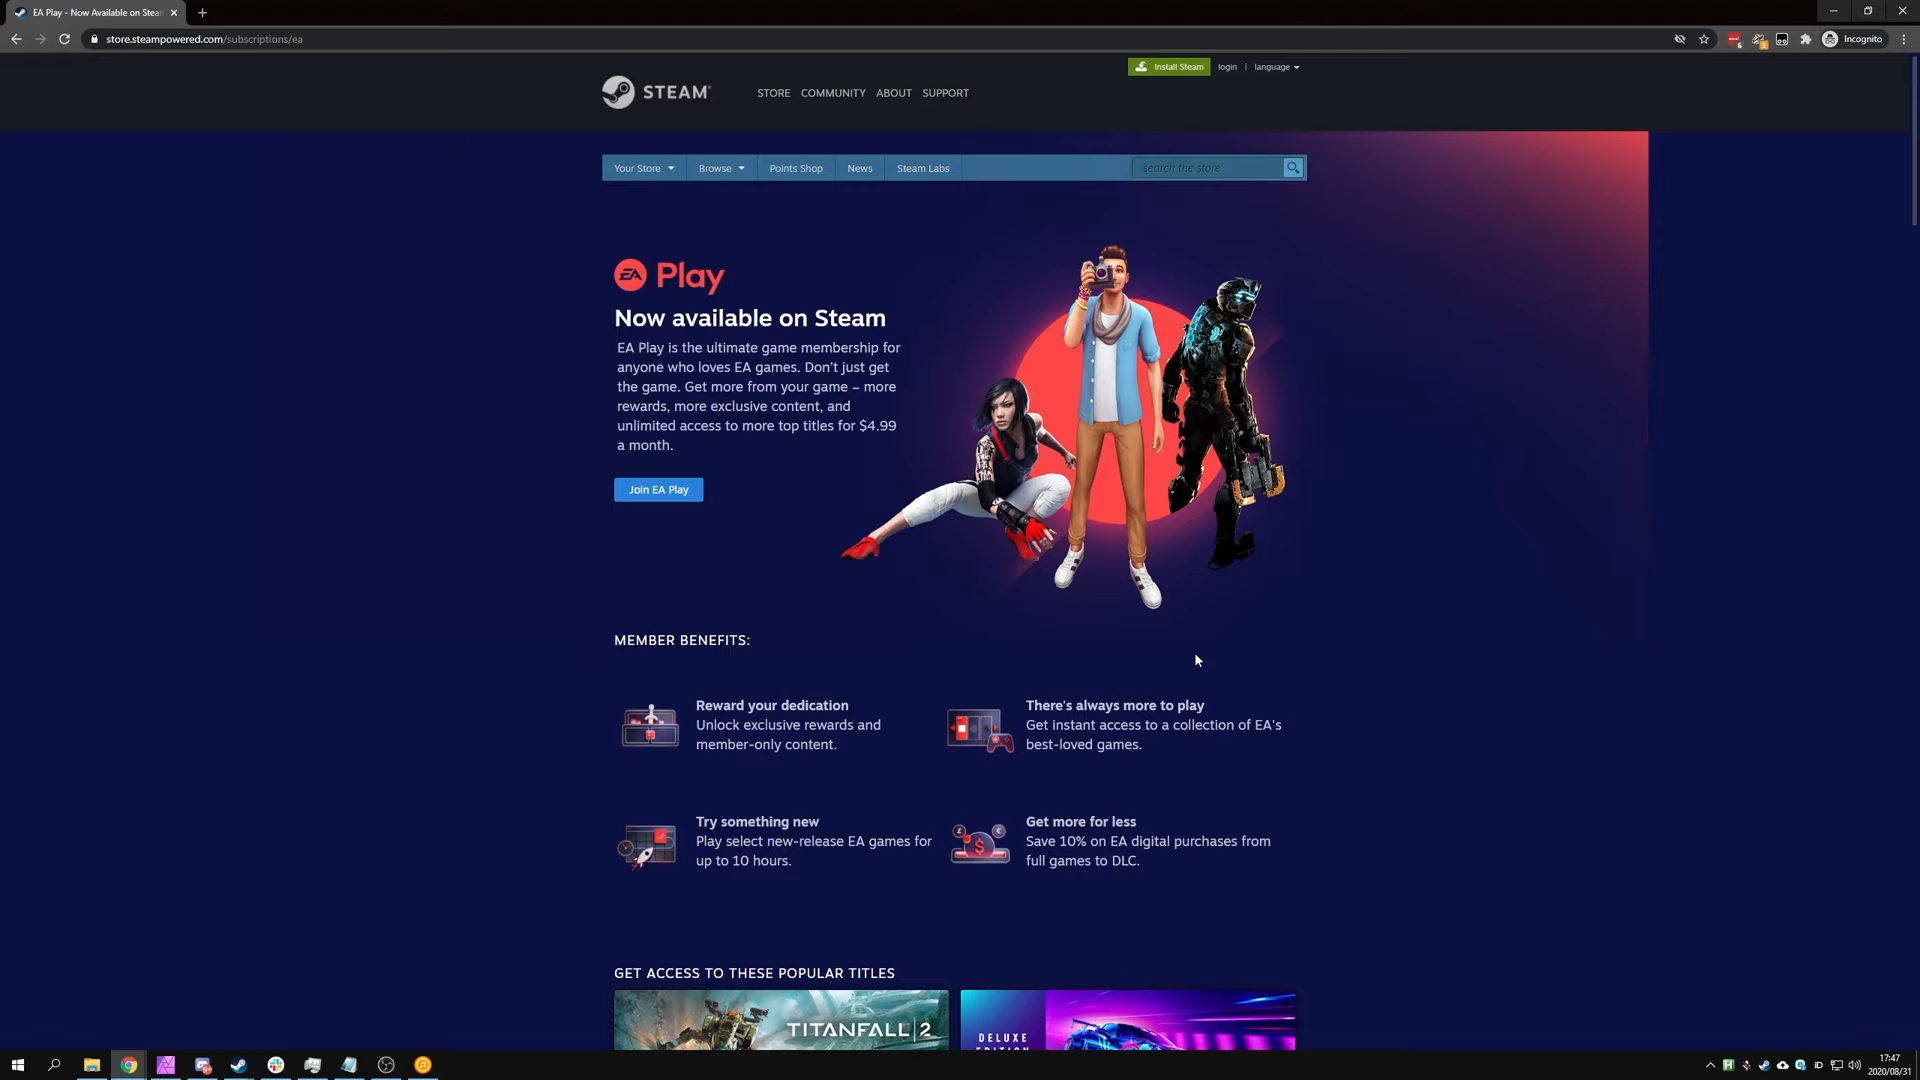 EA Play - Now Available on Stean
store.steampowered.com/subscriptions/ea
Incognito
Install Steam login | language
STEAM
STORE COMMUNITY ABOUT SUPPORT
Your Store Browse Points Shop News Steam Labs search the store
EA Play
Now available on Steam
EA Play is the ultimate game membership for
anyone who loves EA games. Don't just get
the game. Get more from your game – more
rewards, more exclusive content, and
unlimited access to more top titles for $4.99
a month.
Join EA Play
MEMBER BENEFITS:
Reward your dedication
Unlock exclusive rewards and
member-only content.
There's always more to play
Get instant access to a collection of EA's
best-loved games.
Try something new
Play select new-release EA games for
up to 10 hours.
Get more for less
Save 10% on EA digital purchases from
full games to DLC.
GET ACCESS TO THESE POPULAR TITLES
TITANFALL|2
DELUXE
EDITION
17:47
2020/08/31